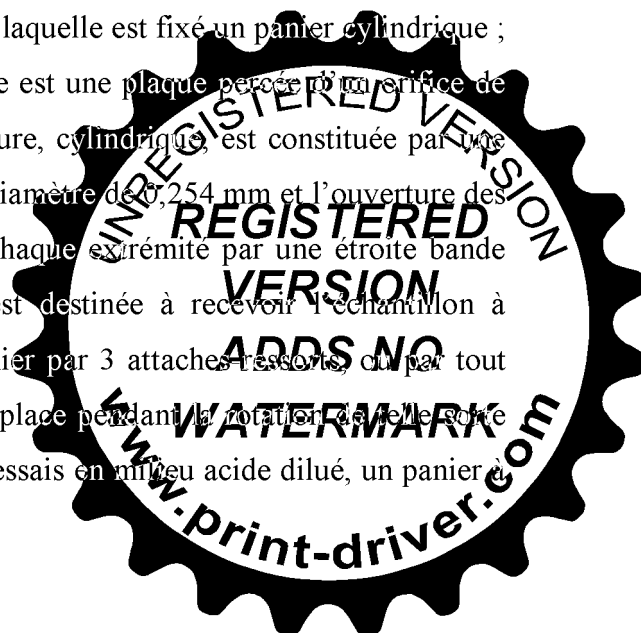 laquelle est fixé un panier cylindrique ;
e est une plaque percée d'un orifice de
ure, cylindrique, est constituée par une
iamètre de 0,254 mm et l'ouverture des
haque extrémité par une étroite bande
est destinée à recevoir l'échantillon à
nier par 3 attaches-ressorts, ou par tout
place pendant la rotation de telle sorte
essais en milieu acide dilué, un panier à
UNREGISTERED VERSION
REGISTERED
VERSION
ADDS NO
WATERMARK
www.print-driver.com